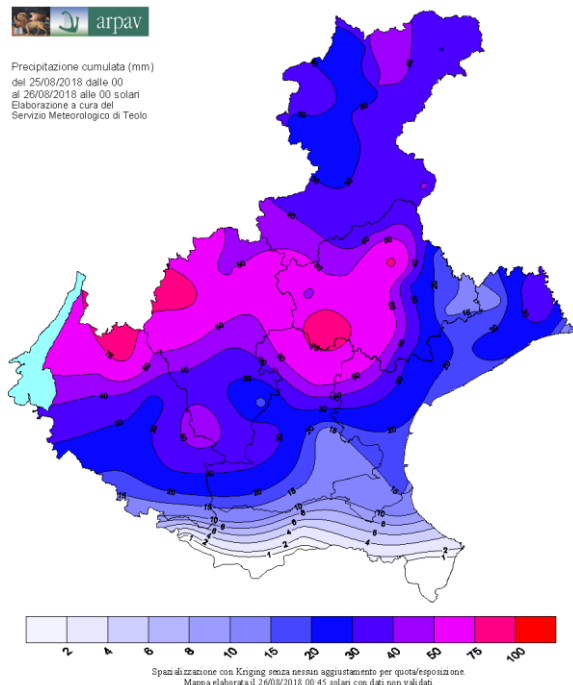 arpav
Precipitazione cumulata (mm)
del 25/08/2018 dalle 00
al 26/08/2018 alle 00 solari
Elaborazione a cura del
Servizio Meteorologico di Teolo
2 4 6 8 10 15 20 30 40 50 75 100
Spazializzazione con Kriging senza nessun aggiustamento per quota/esposizione.
Mappa elaborata il 26/08/2018 00:45 solari con dati non validati